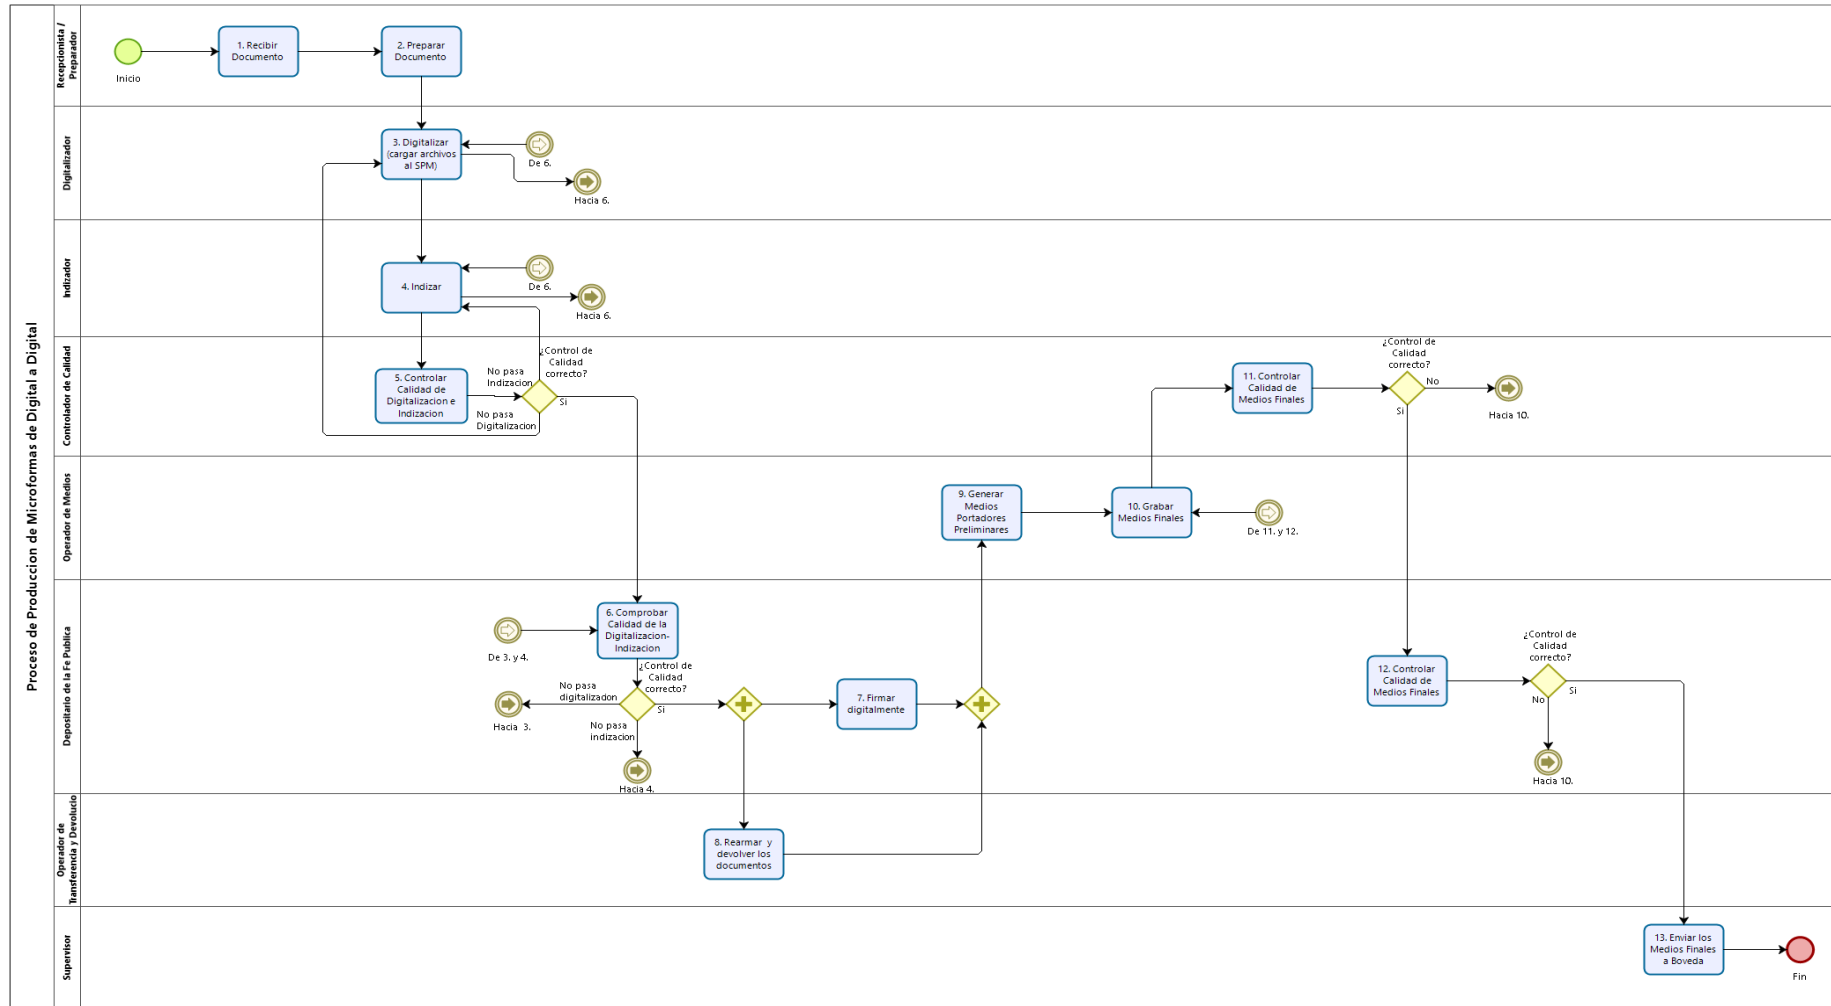 Proceso de Produccion de Microformas de Digital a Digital
Recepcionista /
Preparador
Inicio
1. Recibir
Documento
2. Preparar
Documento
Digitalizador
3. Digitalizar
(cargar archivos
al SPM)
De 6.
Hacia 6.
Indizador
4. Indizar
De 6.
Hacia 6.
Controlador de Calidad
5. Controlar
Calidad de
Digitalizacion e
Indizacion
No pasa
Indizacion
No pasa
Digitalizacion
¿Control de
Calidad
correcto?
Si
11. Controlar
Calidad de
Medios Finales
¿Control de
Calidad
correcto?
No
Si
Hacia 10.
Operador de Medios
9. Generar
Medios
Portadores
Preliminares
10. Grabar
Medios Finales
De 11. y 12.
Depositario de la Fe Publica
De 3. y 4.
6. Comprobar
Calidad de la
Digitalizacion-
Indizacion
¿Control de
Calidad
correcto?
No pasa
digitalizadon
Hacia  3.
No pasa
indizacion
Hacia 4.
Si
7. Firmar
digitalmente
12. Controlar
Calidad de
Medios Finales
¿Control de
Calidad
correcto?
Si
No
Hacia 10.
Operador de
Transferencia y Devolucio
8. Rearmar  y
devolver los
documentos
Supervisor
13. Enviar los
Medios Finales
a Boveda
Fin